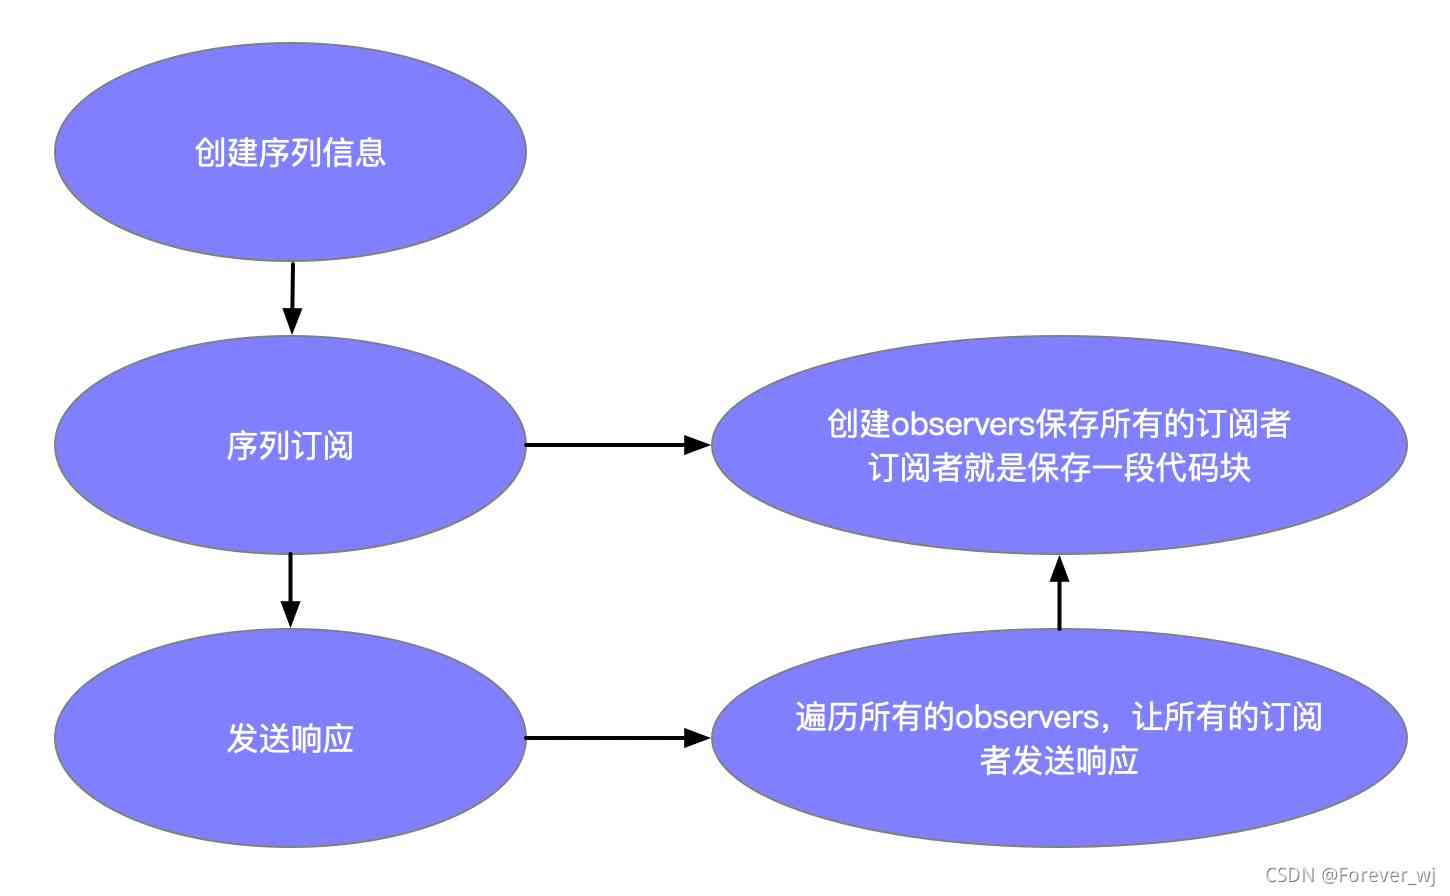 创建序列信息
序列订阅
创建observers保存所有的订阅者
订阅者就是保存一段代码块
发送响应
遍历所有的observers，让所有的订阅
者发送响应
CSDN @Forever_wj